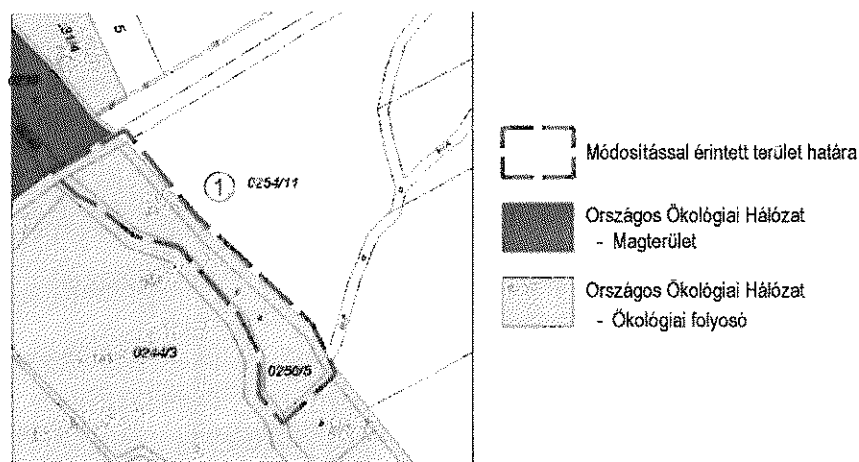 5
① 0254/11
0244/3
0256/5
Módosítással érintett terület határa
Országos Ökológiai Hálózat
- Magterület
Országos Ökológiai Hálózat
- Ökológiai folyosó